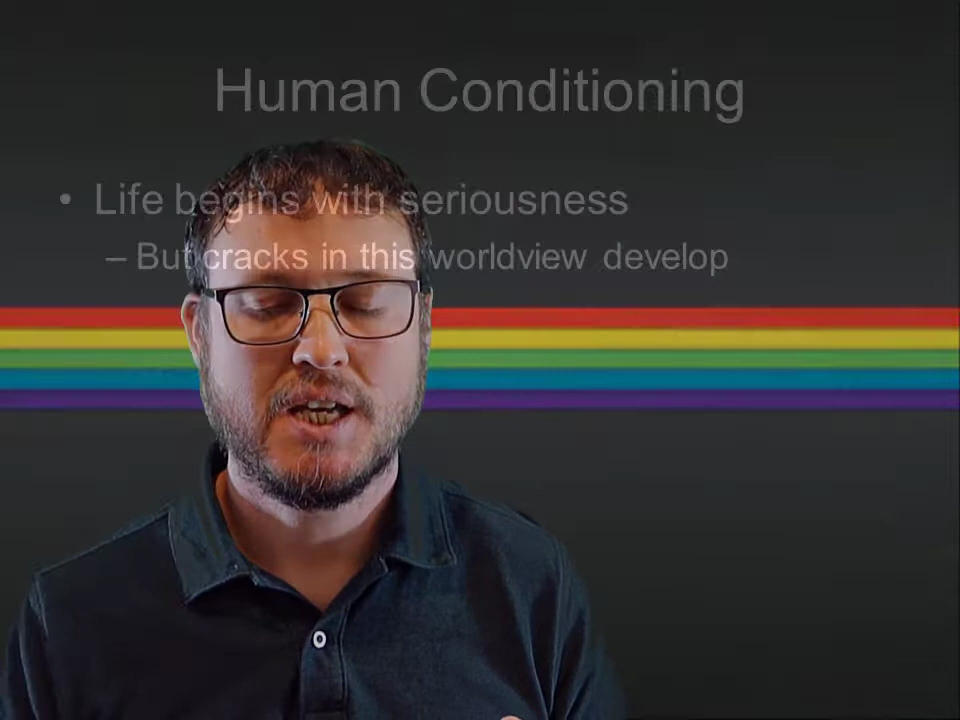 Human Conditioning
• Life begins with seriousness
– But cracks in this worldview develop